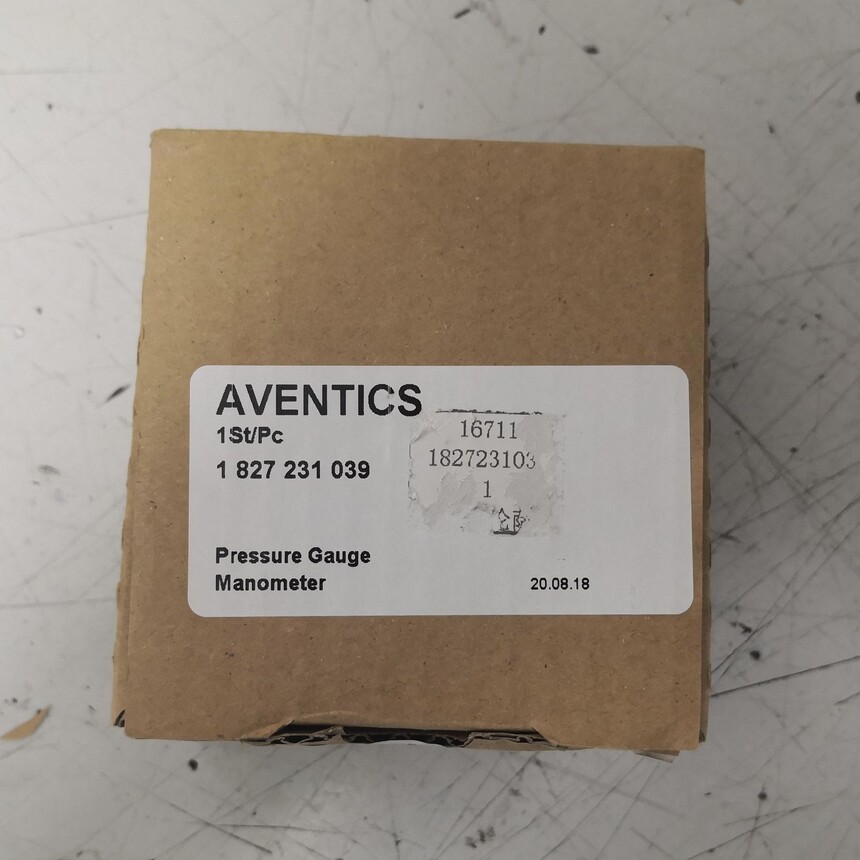 AVENTICS
1St/Pc
1 827 231 039
16711
182723103
1
Pressure Gauge
Manometer
20.08.18